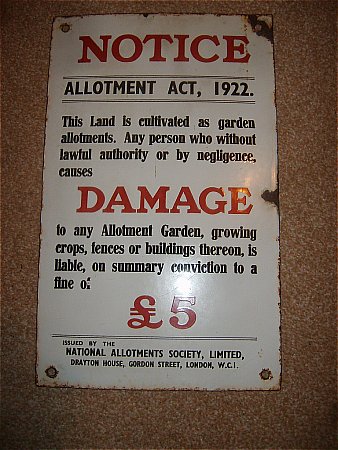 NOTICE
ALLOTMENT ACT, 1922.
This Land is cultivated as garden
allotments. Any person who without
lawful authority or by negligence,
causes
DAMAGE
to any Allotment Garden, growing
crops, fences or buildings thereon, is
liable, on summary conviction to a
fine of
£5
ISSUED BY THE
NATIONAL ALLOTMENTS SOCIETY, LIMITED,
DRAYTON HOUSE, GORDON STREET, LONDON, W.C.1.